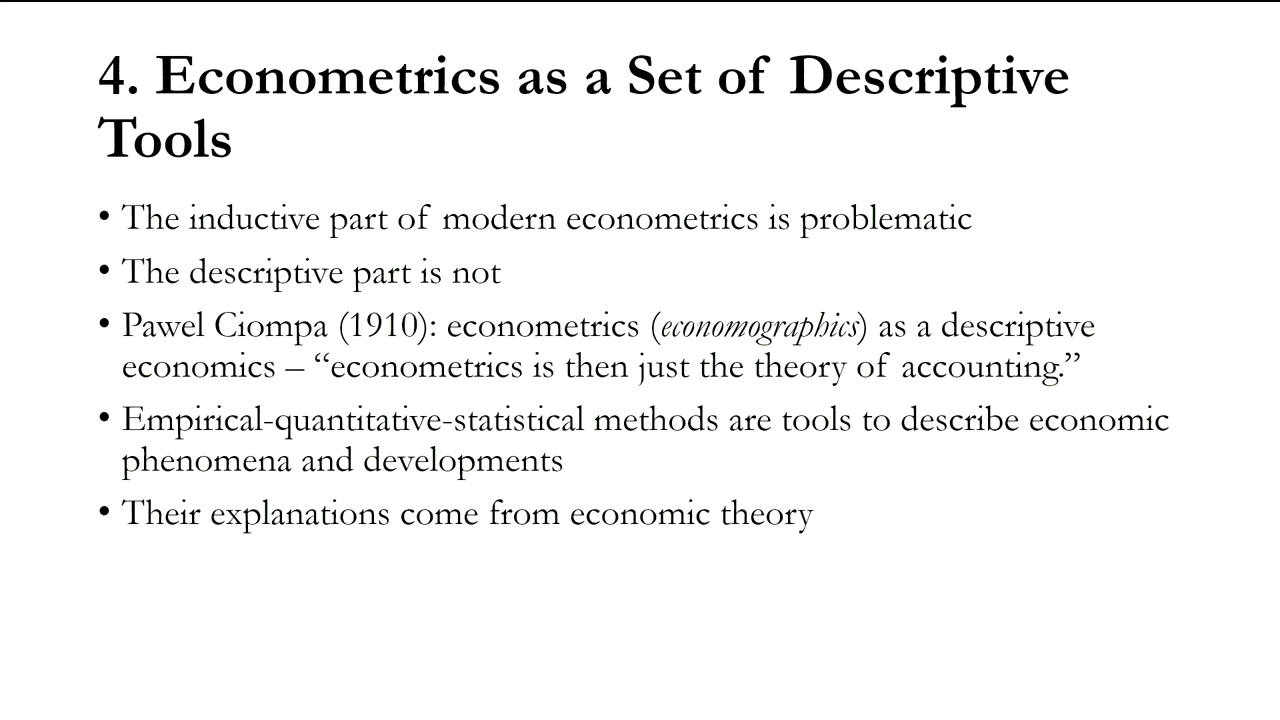 4. Econometrics as a Set of Descriptive
Tools
• The inductive part of modern econometrics is problematic
• The descriptive part is not
• Pawel Ciompa (1910): econometrics (economographics) as a descriptive
economics – “econometrics is then just the theory of accounting.”
• Empirical-quantitative-statistical methods are tools to describe economic
phenomena and developments
• Their explanations come from economic theory